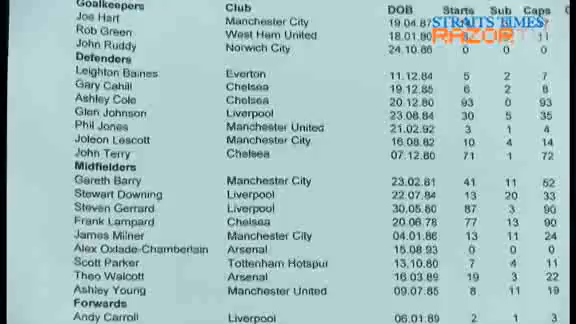 Goalkeepers Club DOB Starts Sub Caps
STRAITS TIMES
RAZOR
Joe Hart Manchester City 19.04.87
Rob Green West Ham United 18.01.80 11
John Ruddy Norwich City 24.10.86 0 0 0
Defenders
Leighton Baines Everton 11.12.84 5 2 7
Gary Cahill Chelsea 19.12.85 6 2 8
Ashley Cole Chelsea 20.12.80 93 0 93
Glen Johnson Liverpool 23.08.84 30 5 35
Phil Jones Manchester United 21.02.92 3 1 4
Joleon Lescott Manchester City 16.08.82 10 4 14
John Terry Chelsea 07.12.80 71 1 72
Midfielders
Gareth Barry Manchester City 23.02.81 41 11 52
Stewart Downing Liverpool 22.07.84 13 20 33
Steven Gerrard Liverpool 30.05.80 87 3 90
Frank Lampard Chelsea 20.06.78 77 13 90
James Milner Manchester City 04.01.86 13 11 24
Alex Oxlade-Chamberlain Arsenal 15.08.93 0 0 0
Scott Parker Tottenham Hotspur 13.10.80 7 4 11
Theo Walcott Arsenal 16.03.89 19 3 22
Ashley Young Manchester United 09.07.85 8 11 19
Forwards
Andy Carroll Liverpool 06.01.89 2 1 3